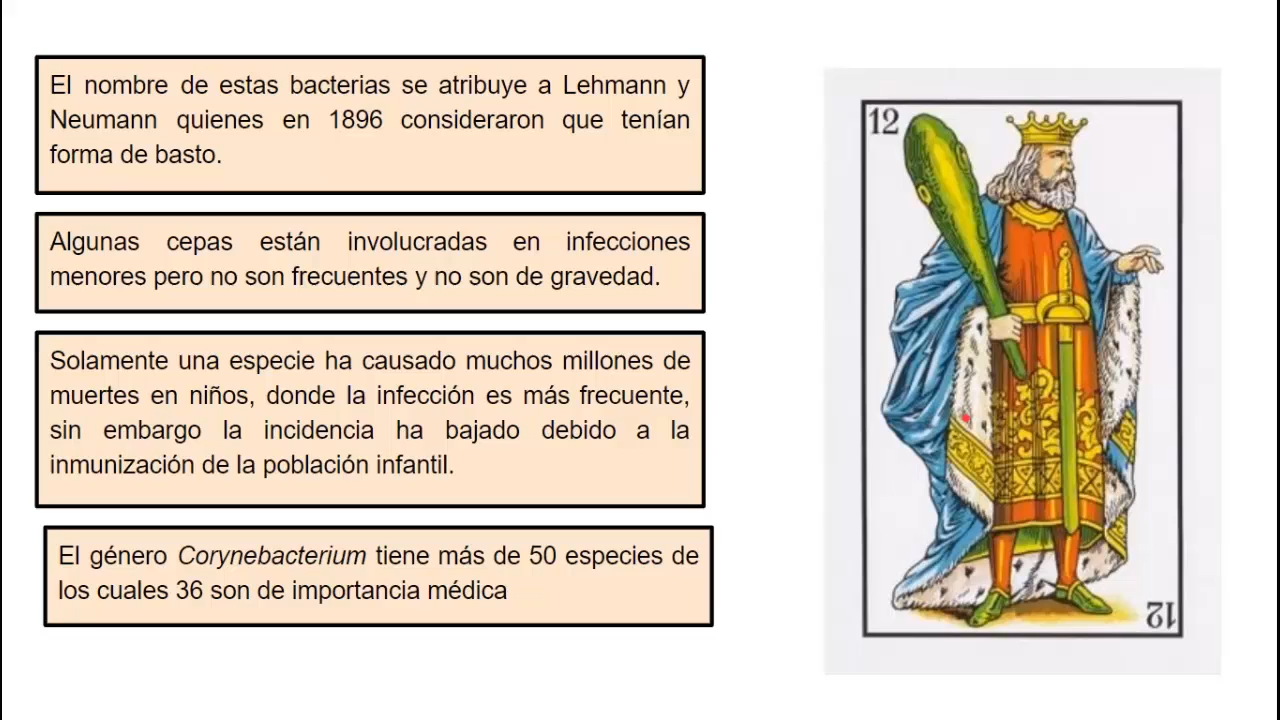 El nombre de estas bacterias se atribuye a Lehmann y
Neumann quienes en 1896 consideraron que tenían
forma de basto.
Algunas cepas están involucradas en infecciones
menores pero no son frecuentes y no son de gravedad.
Solamente una especie ha causado muchos millones de
muertes en niños, donde la infección es más frecuente,
sin embargo la incidencia ha bajado debido a la
inmunización de la población infantil.
El género Corynebacterium tiene más de 50 especies de
los cuales 36 son de importancia médica
12
12